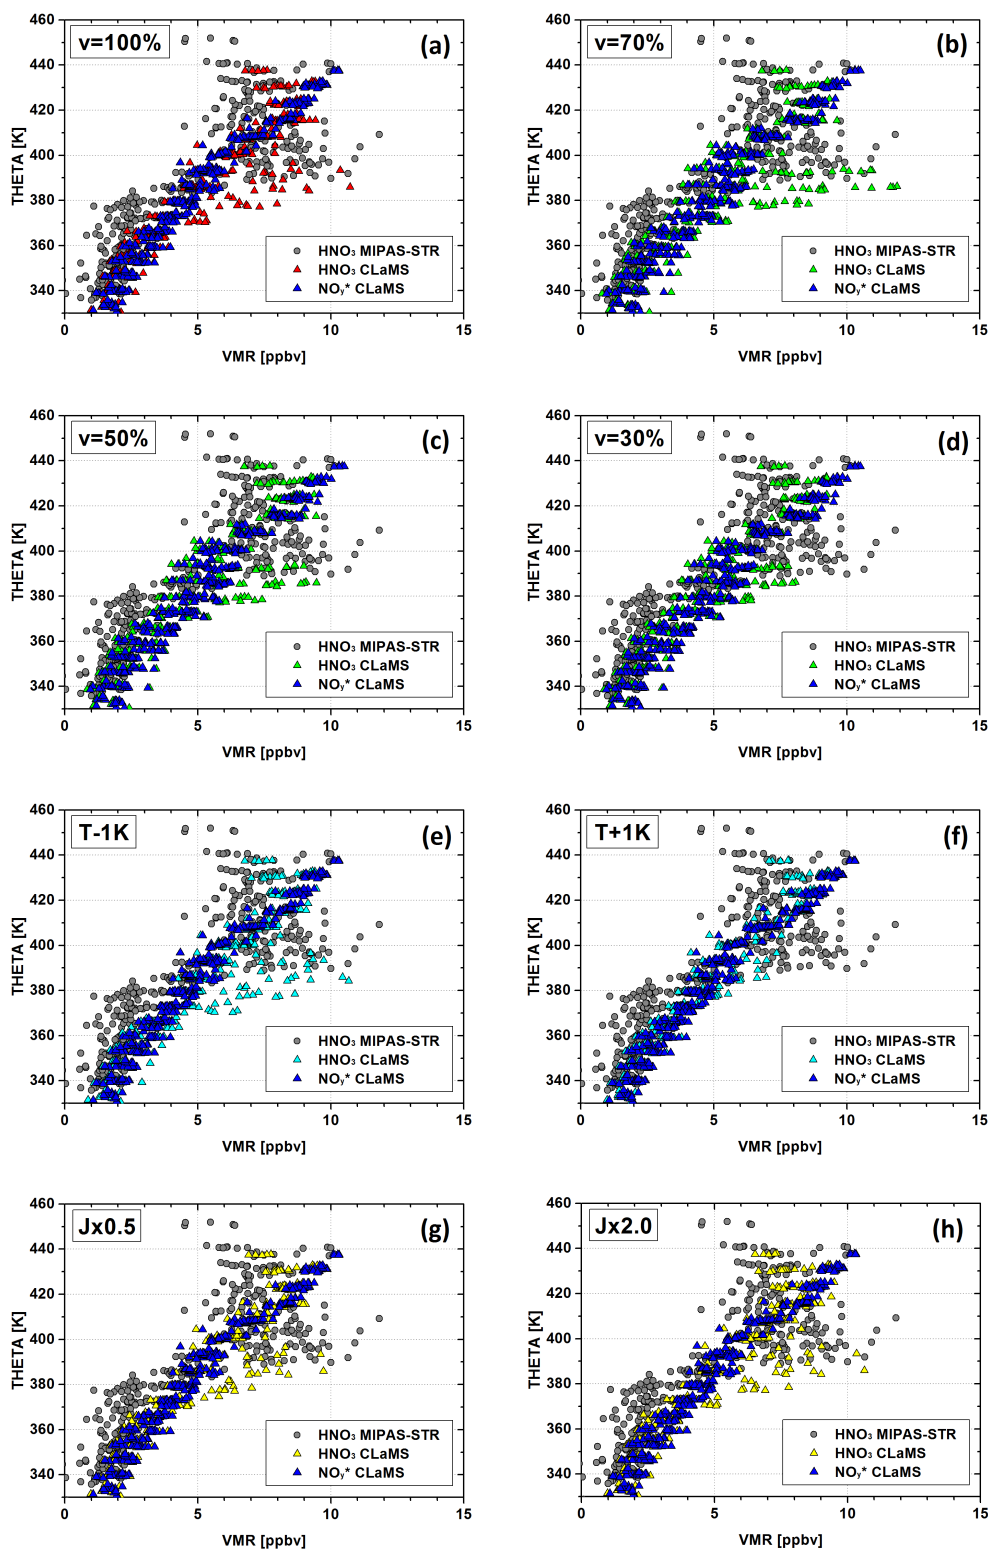 v=100%
(a)
THETA [K]
460
440
420
400
380
360
340
0 5 10 15
VMR [ppbv]
HNO₃ MIPAS-STR
HNO₃ CLaMS
NOy* CLaMS
v=70%
(b)
THETA [K]
460
440
420
400
380
360
340
0 5 10 15
VMR [ppbv]
HNO₃ MIPAS-STR
HNO₃ CLaMS
NOy* CLaMS
v=50%
(c)
THETA [K]
460
440
420
400
380
360
340
0 5 10 15
VMR [ppbv]
HNO₃ MIPAS-STR
HNO₃ CLaMS
NOy* CLaMS
v=30%
(d)
THETA [K]
460
440
420
400
380
360
340
0 5 10 15
VMR [ppbv]
HNO₃ MIPAS-STR
HNO₃ CLaMS
NOy* CLaMS
T-1K
(e)
THETA [K]
460
440
420
400
380
360
340
0 5 10 15
VMR [ppbv]
HNO₃ MIPAS-STR
HNO₃ CLaMS
NOy* CLaMS
T+1K
(f)
THETA [K]
460
440
420
400
380
360
340
0 5 10 15
VMR [ppbv]
HNO₃ MIPAS-STR
HNO₃ CLaMS
NOy* CLaMS
Jx0.5
(g)
THETA [K]
460
440
420
400
380
360
340
0 5 10 15
VMR [ppbv]
HNO₃ MIPAS-STR
HNO₃ CLaMS
NOy* CLaMS
Jx2.0
(h)
THETA [K]
460
440
420
400
380
360
340
0 5 10 15
VMR [ppbv]
HNO₃ MIPAS-STR
HNO₃ CLaMS
NOy* CLaMS